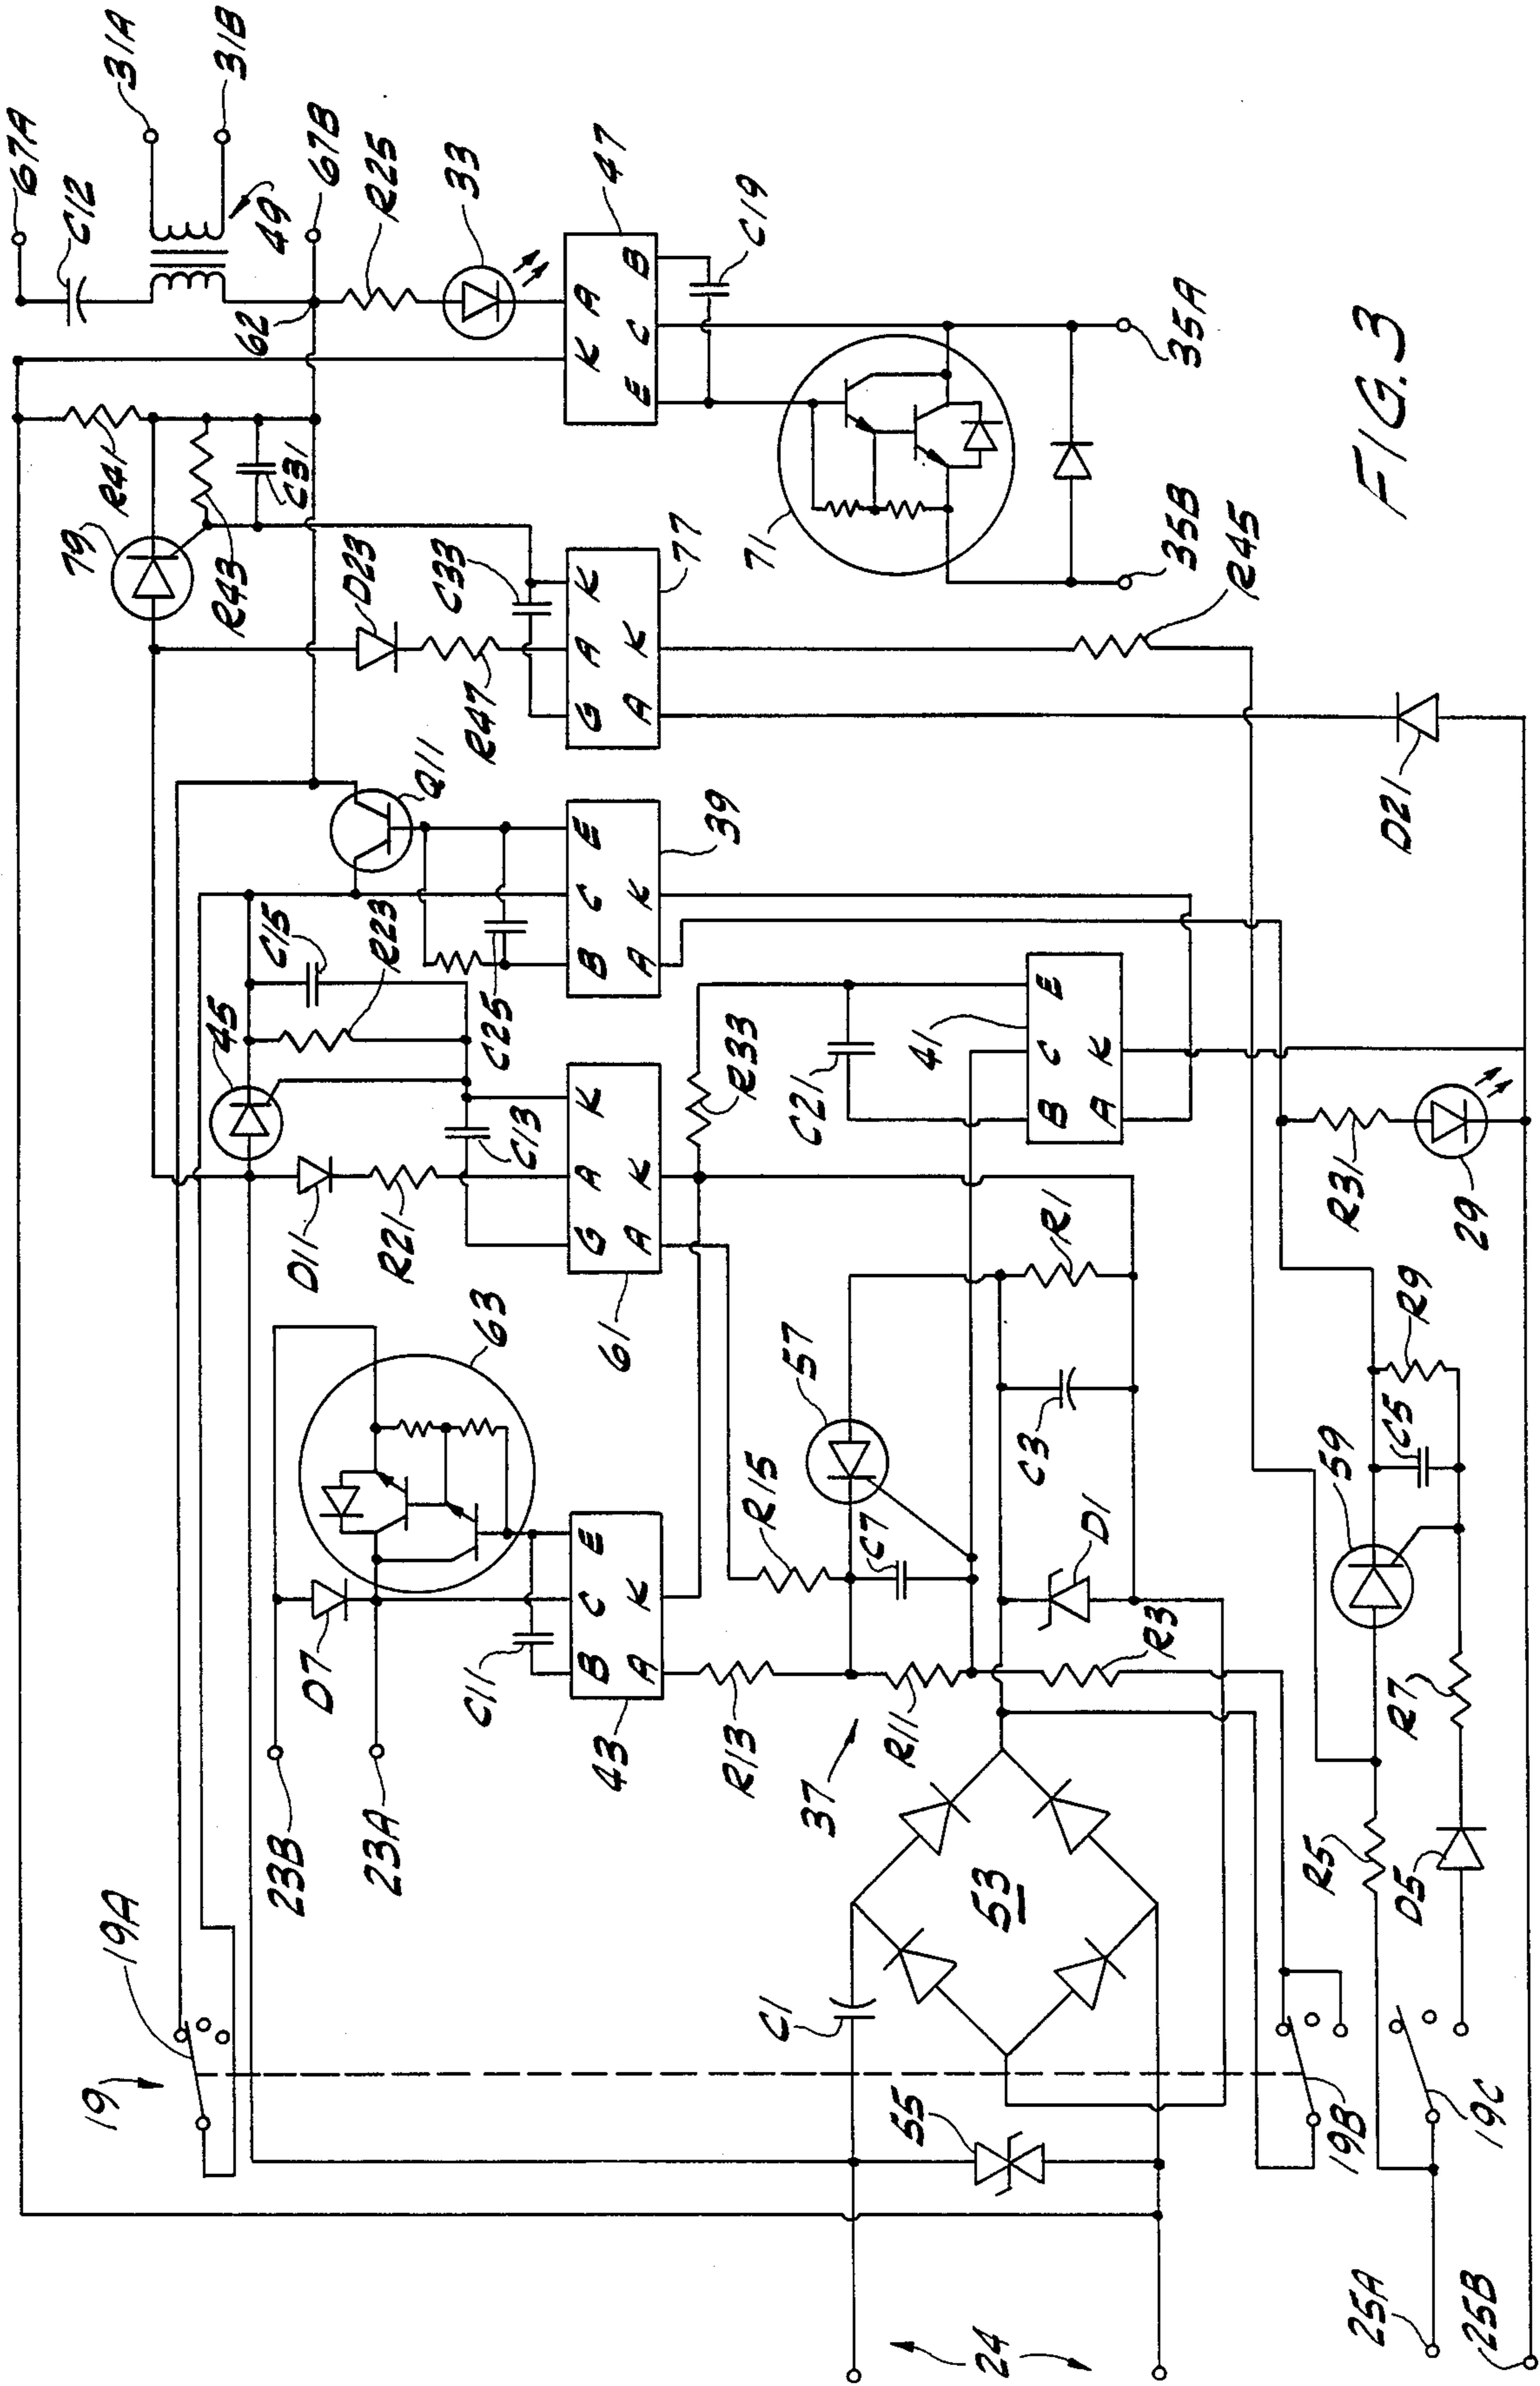 67A
C12
31A
31B
49
67B
62
R25
33
47
K A
E C B
C19
R41
79
R43
C31
D23
C33
R47
G A K
A K
77
71
35A
35B
R45
FIG. 3
Q11
C15
R23
45
C25
B C E
A K
39
D11
R21
C13
G A K
A K
61
R33
C21
41
B C E
A K
D21
63
D7
23B
23A
C11
B C E
A K
43
R13
R15
57
C7
R11
37
R1
C3
D1
R3
R31
29
R9
C5
59
R7
R5
D5
19A
19
53
C1
55
19B
19C
24
25A
25B